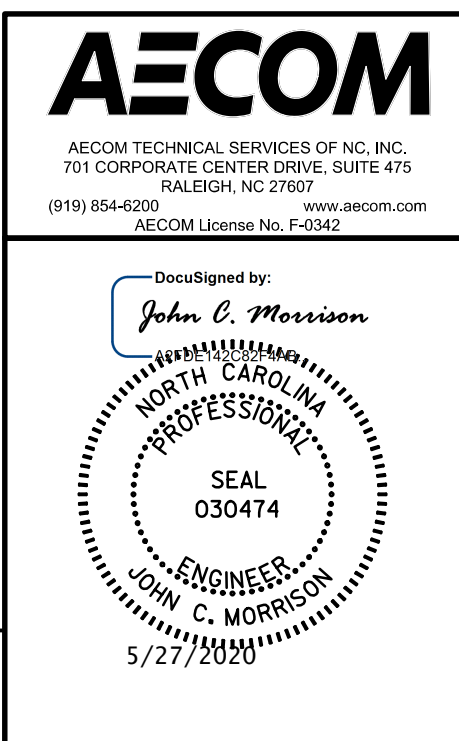 AECOM
AECOM TECHNICAL SERVICES OF NC, INC.
701 CORPORATE CENTER DRIVE, SUITE 475
RALEIGH, NC 27607
(919) 854-6200 www.aecom.com
AECOM License No. F-0342
DocuSigned by:
John C. Morrison
A2FDE142C82F4AB...
NORTH CAROLINA
PROFESSIONAL
SEAL
030474
ENGINEER
JOHN C. MORRISON
5/27/2020